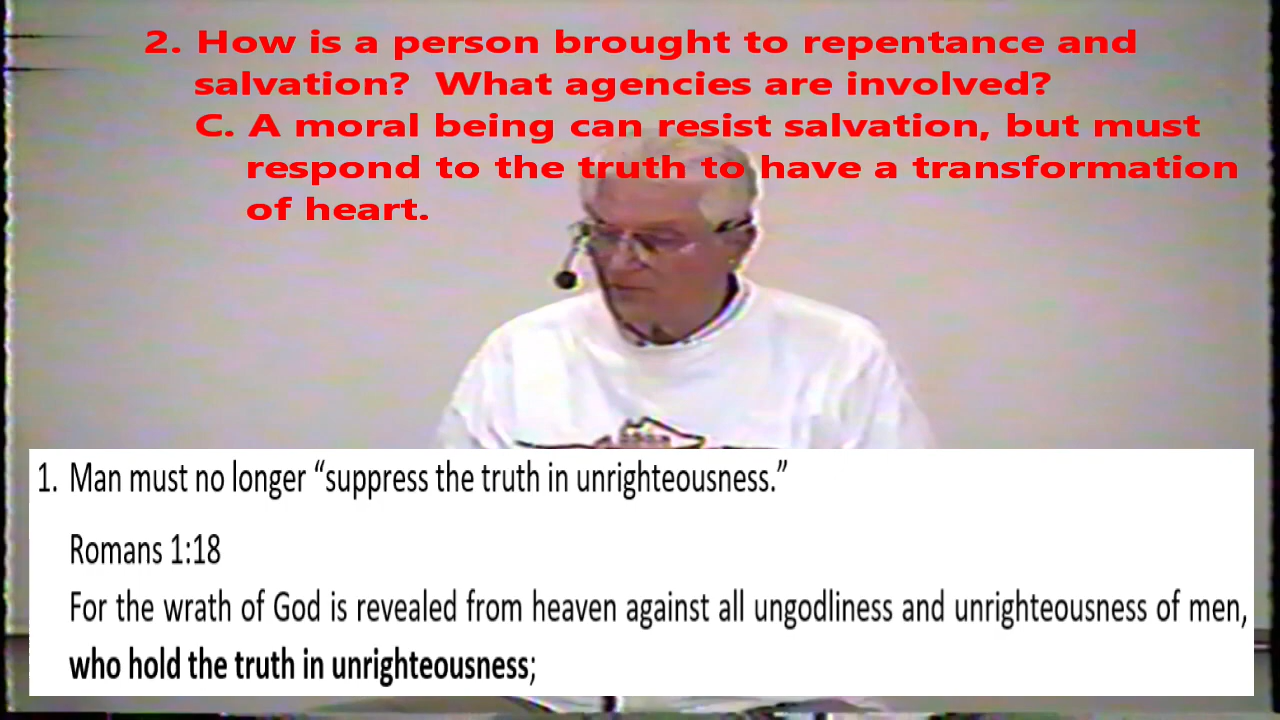 2. How is a person brought to repentance and
salvation? What agencies are involved?
C. A moral being can resist salvation, but must
respond to the truth to have a transformation
of heart.
1. Man must no longer “suppress the truth in unrighteousness.”
Romans 1:18
For the wrath of God is revealed from heaven against all ungodliness and unrighteousness of men,
who hold the truth in unrighteousness;